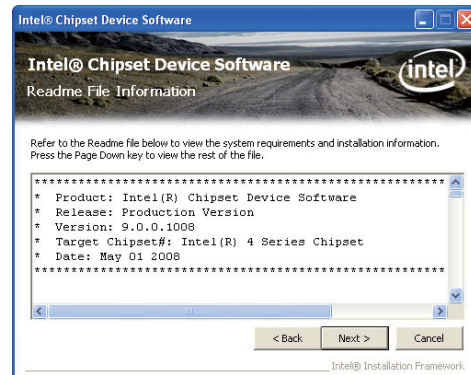 Intel® Chipset Device Software
Intel® Chipset Device Software
Readme File Information
intel
Refer to the Readme file below to view the system requirements and installation information.
Press the Page Down key to view the rest of the file.
*********************************************************
* Product: Intel(R) Chipset Device Software
* Release: Production Version
* Version: 9.0.0.1008
* Target Chipset#: Intel(R) 4 Series Chipset
* Date: May 01 2008
*********************************************************
< Back Next > Cancel
Intel® Installation Framework